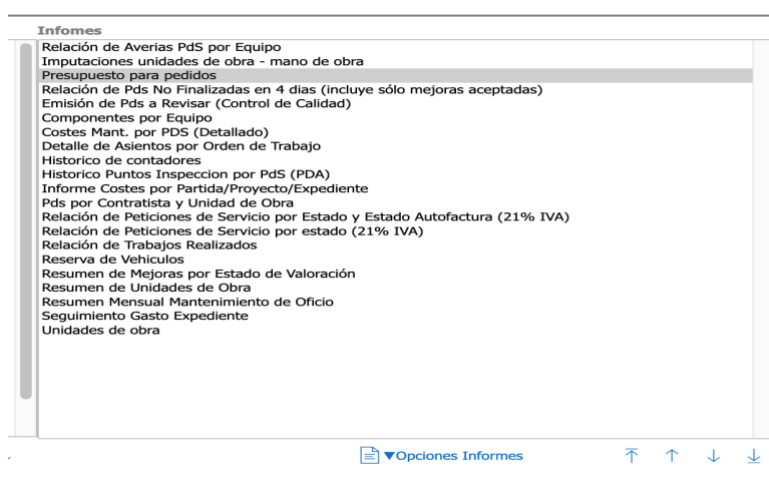 Infomes
Relación de Averias PdS por Equipo
Imputaciones unidades de obra - mano de obra
Presupuesto para pedidos
Relación de Pds No Finalizadas en 4 dias (incluye sólo mejoras aceptadas)
Emisión de Pds a Revisar (Control de Calidad)
Componentes por Equipo
Costes Mant. por PDS (Detallado)
Detalle de Asientos por Orden de Trabajo
Historico de contadores
Historico Puntos Inspeccion por PdS (PDA)
Informe Costes por Partida/Proyecto/Expediente
Pds por Contratista y Unidad de Obra
Relación de Peticiones de Servicio por Estado y Estado Autofactura (21% IVA)
Relación de Peticiones de Servicio por estado (21% IVA)
Relación de Trabajos Realizados
Reserva de Vehiculos
Resumen de Mejoras por Estado de Valoración
Resumen de Unidades de Obra
Resumen Mensual Mantenimiento de Oficio
Seguimiento Gasto Expediente
Unidades de obra
▼Opciones Informes